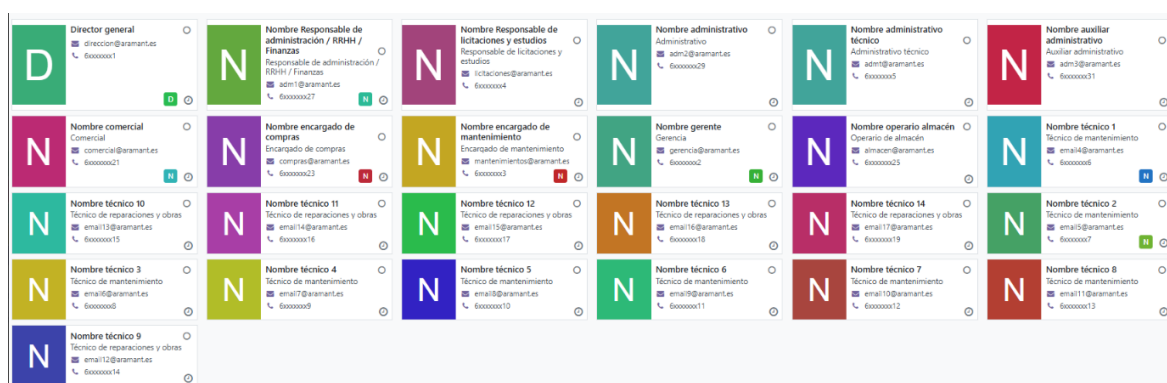 D
Director general
direccion@aramant.es
6xxxxxxx1
D
N
Nombre Responsable de
administración / RRHH /
Finanzas
Responsable de administración /
RRHH / Finanzas
adm1@aramant.es
6xxxxxxx27
N
N
Nombre Responsable de
licitaciones y estudios
Responsable de licitaciones y
estudios
licitaciones@aramant.es
6xxxxxxx4
N
Nombre administrativo
Administrativo
adm2@aramant.es
6xxxxxxx29
N
Nombre administrativo
técnico
Administrativo técnico
admt@aramant.es
6xxxxxxx5
N
Nombre auxiliar
administrativo
Auxiliar administrativo
adm3@aramant.es
6xxxxxxx31
N
Nombre comercial
Comercial
comercial@aramant.es
6xxxxxxx21
N
N
Nombre encargado de
compras
Encargado de compras
compras@aramant.es
6xxxxxxx23
N
N
Nombre encargado de
mantenimiento
Encargado de mantenimiento
mantenimientos@aramant.es
6xxxxxxx3
N
N
Nombre gerente
Gerencia
gerencia@aramant.es
6xxxxxxx2
N
N
Nombre operario almacén
Operario de almacén
almacen@aramant.es
6xxxxxxx25
N
Nombre técnico 1
Técnico de mantenimiento
email4@aramant.es
6xxxxxxx6
N
N
Nombre técnico 10
Técnico de reparaciones y obras
email13@aramant.es
6xxxxxxx15
N
Nombre técnico 11
Técnico de reparaciones y obras
email14@aramant.es
6xxxxxxx16
N
Nombre técnico 12
Técnico de reparaciones y obras
email15@aramant.es
6xxxxxxx17
N
Nombre técnico 13
Técnico de reparaciones y obras
email16@aramant.es
6xxxxxxx18
N
Nombre técnico 14
Técnico de reparaciones y obras
email17@aramant.es
6xxxxxxx19
N
Nombre técnico 2
Técnico de mantenimiento
email5@aramant.es
6xxxxxxx7
N
N
Nombre técnico 3
Técnico de mantenimiento
email6@aramant.es
6xxxxxxx8
N
Nombre técnico 4
Técnico de mantenimiento
email7@aramant.es
6xxxxxxx9
N
Nombre técnico 5
Técnico de mantenimiento
email8@aramant.es
6xxxxxxx10
N
Nombre técnico 6
Técnico de mantenimiento
email9@aramant.es
6xxxxxxx11
N
Nombre técnico 7
Técnico de mantenimiento
email10@aramant.es
6xxxxxxx12
N
Nombre técnico 8
Técnico de mantenimiento
email11@aramant.es
6xxxxxxx13
N
Nombre técnico 9
Técnico de reparaciones y obras
email12@aramant.es
6xxxxxxx14